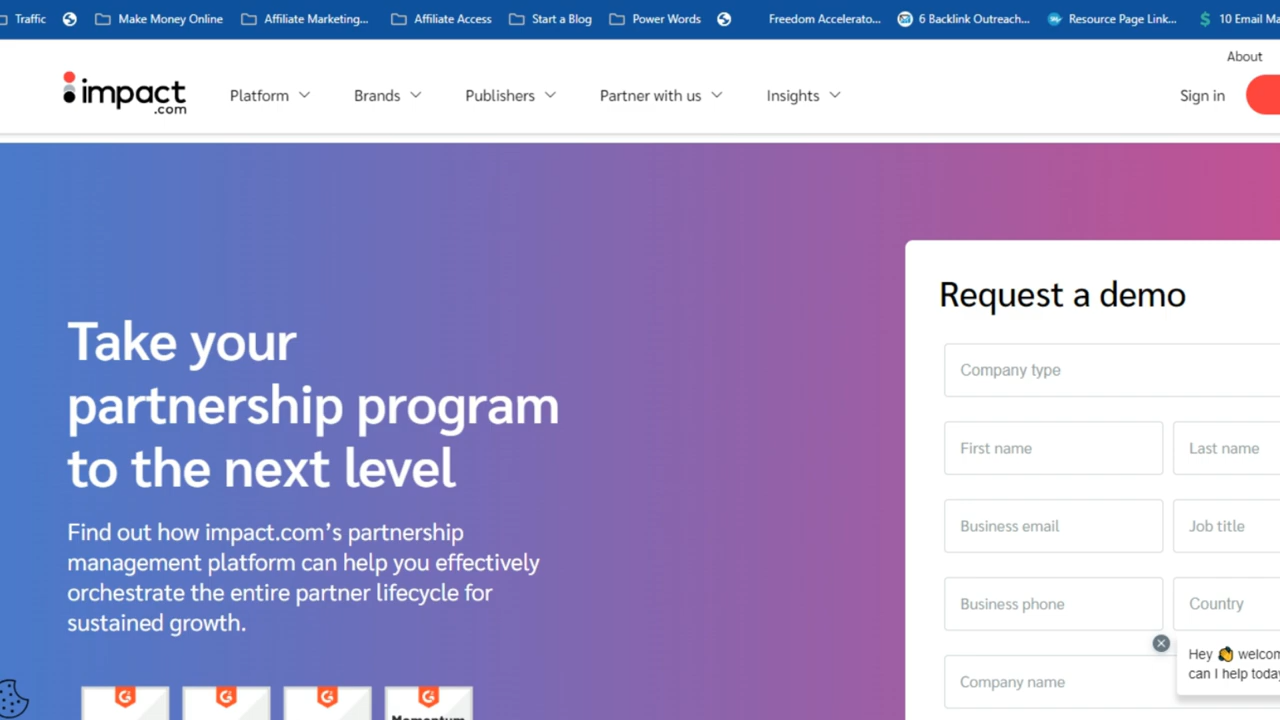 Traffic Make Money Online Affiliate Marketing... Affiliate Access Start a Blog Power Words Freedom Accelerato... 6 Backlink Outreach... Resource Page Link... 10 Email Ma
About
impact.com Platform Brands Publishers Partner with us Insights Sign in
Request a demo
Take your
partnership program
to the next level
Find out how impact.com’s partnership
management platform can help you effectively
orchestrate the entire partner lifecycle for
sustained growth.
Company type
First name Last name
Business email Job title
Business phone Country
Company name
Hey 👋 welcom
can I help today
Momentum